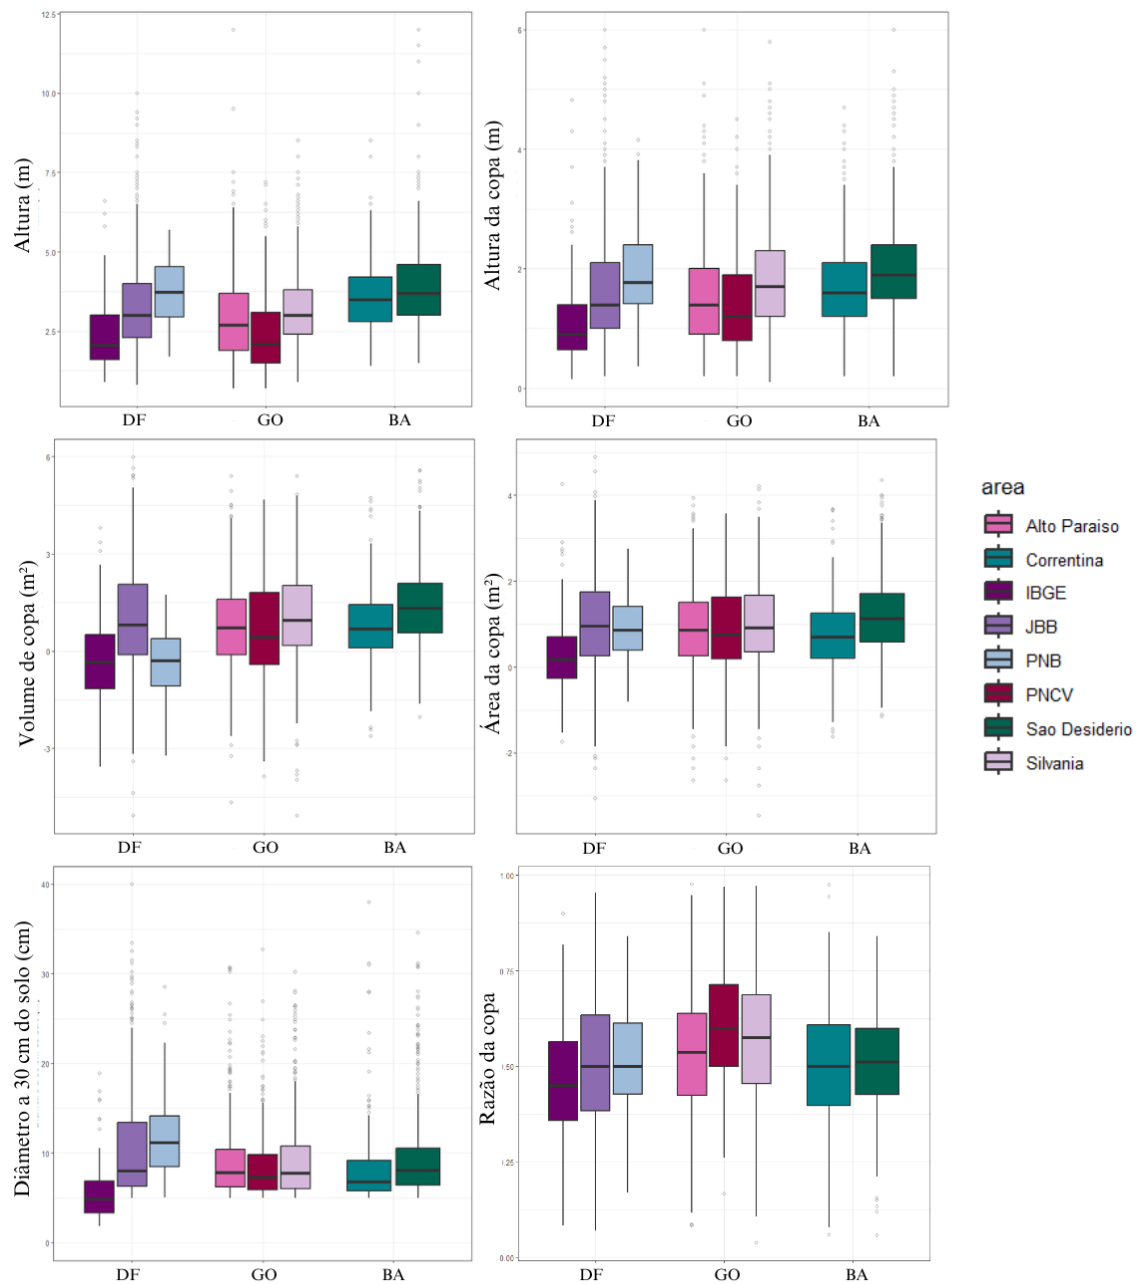 12.5
10.0
7.5
5.0
2.5
Altura (m)
DF GO BA
6
4
2
0
Altura da copa (m)
DF GO BA
6
3
0
-3
Volume de copa (m²)
DF GO BA
4
2
0
-2
Área da copa (m²)
DF GO BA
area
Alto Paraiso
Correntina
IBGE
JBB
PNB
PNCV
Sao Desiderio
Silvania
40
30
20
10
0
Diâmetro a 30 cm do solo (cm)
DF GO BA
1.00
0.75
0.50
0.25
0.00
Razão da copa
DF GO BA